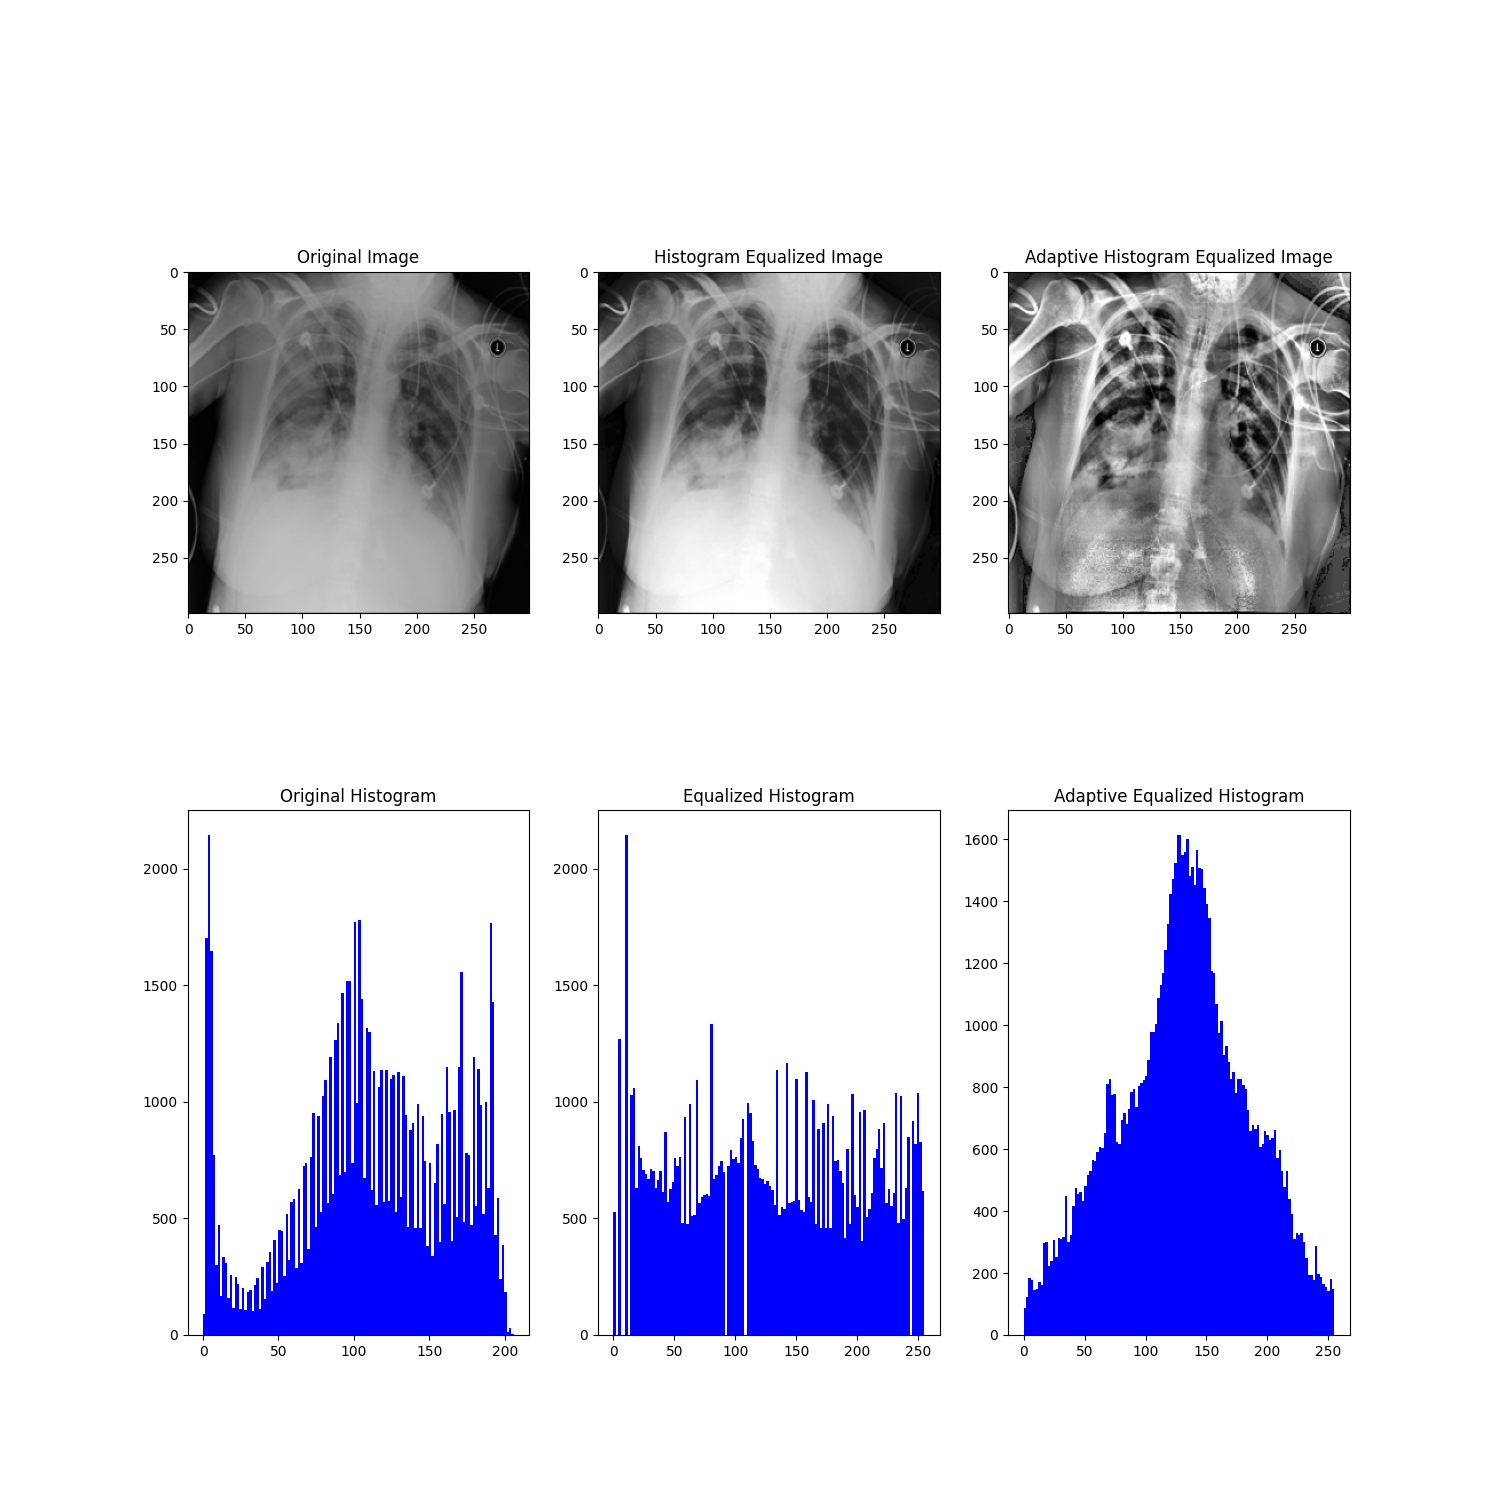 Original Image Histogram Equalized Image Adaptive Histogram Equalized Image
0 0 0
50 50 50
L L L
100 100 100
150 150 150
200 200 200
250 250 250
0 50 100 150 200 250 0 50 100 150 200 250 0 50 100 150 200 250
Original Histogram Equalized Histogram Adaptive Equalized Histogram
2000
1500
1000
500
0
0 50 100 150 200
2000
1500
1000
500
0
0 50 100 150 200 250
1600
1400
1200
1000
800
600
400
200
0
0 50 100 150 200 250